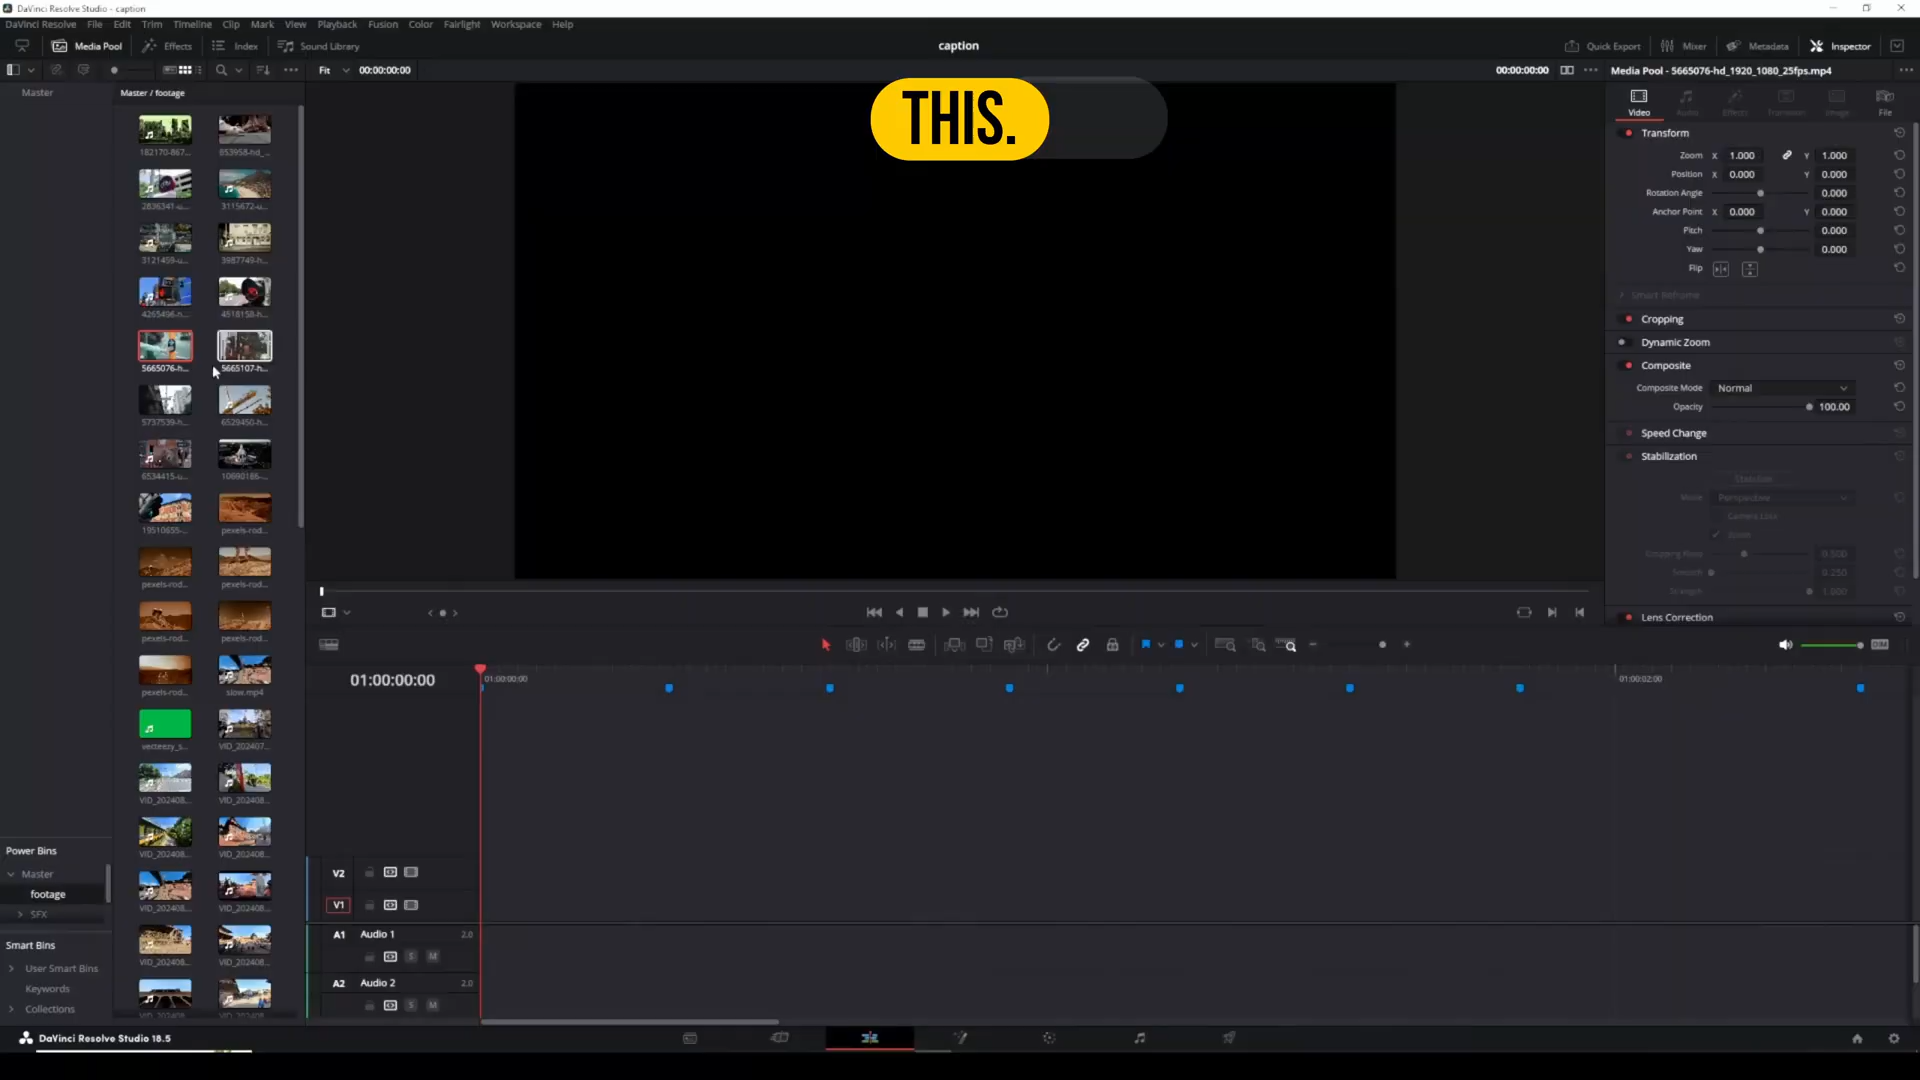 DaVinci Resolve Studio - caption
DaVinci Resolve File Edit Trim Timeline Clip Mark View Playback Fusion Color Fairlight Workspace Help
Media Pool Effects Index Sound Library caption Quick Export Mixer Metadata Inspector
Fit 00:00:00:00 00:00:00:00 Media Pool - 5665076-hd_1920_1080_25fps.mp4
Master Master / footage
THIS.
Video Audio Effects Transition Image File
182170-867... 853958-hd_...
2836341-u... 3115672-u...
3121459-u... 3987749-h...
4265496-h... 4518158-h...
5665076-h... 5665107-h...
5737539-h... 6529450-h...
6534415-u... 10690186-...
19510655-... pexels-rod...
pexels-rod... pexels-rod...
pexels-rod... pexels-rod...
pexels-rod... slow.mp4
vecteezy_s... VID_202407...
VID_202408... VID_202408...
VID_202408... VID_202408...
VID_202408... VID_202408...
VID_202408... VID_202408...
VID_202408... VID_202408...
Transform
Zoom X 1.000 Y 1.000
Position X 0.000 Y 0.000
Rotation Angle 0.000
Anchor Point X 0.000 Y 0.000
Pitch 0.000
Yaw 0.000
Flip
Smart Reframe
Cropping
Dynamic Zoom
Composite
Composite Mode Normal
Opacity 100.00
Speed Change
Stabilization
Stabilize
Mode Perspective
Camera Lock
Zoom
Cropping Ratio 0.500
Smooth 0.250
Strength 1.000
Lens Correction
DIM
01:00:00:00 01:00:00:00 01:00:02:00
V2
V1
A1 Audio 1 2.0
S M
A2 Audio 2 2.0
S M
Power Bins
Master
footage
SFX
Smart Bins
User Smart Bins
Keywords
Collections
DaVinci Resolve Studio 18.5